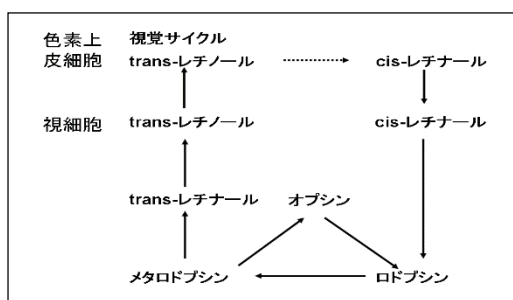 色素上 視覚サイクル
皮細胞 trans-レチノール cis-レチナール
視細胞 trans-レチノール cis-レチナール
trans-レチナール オプシン
メタロドプシン ロドプシン